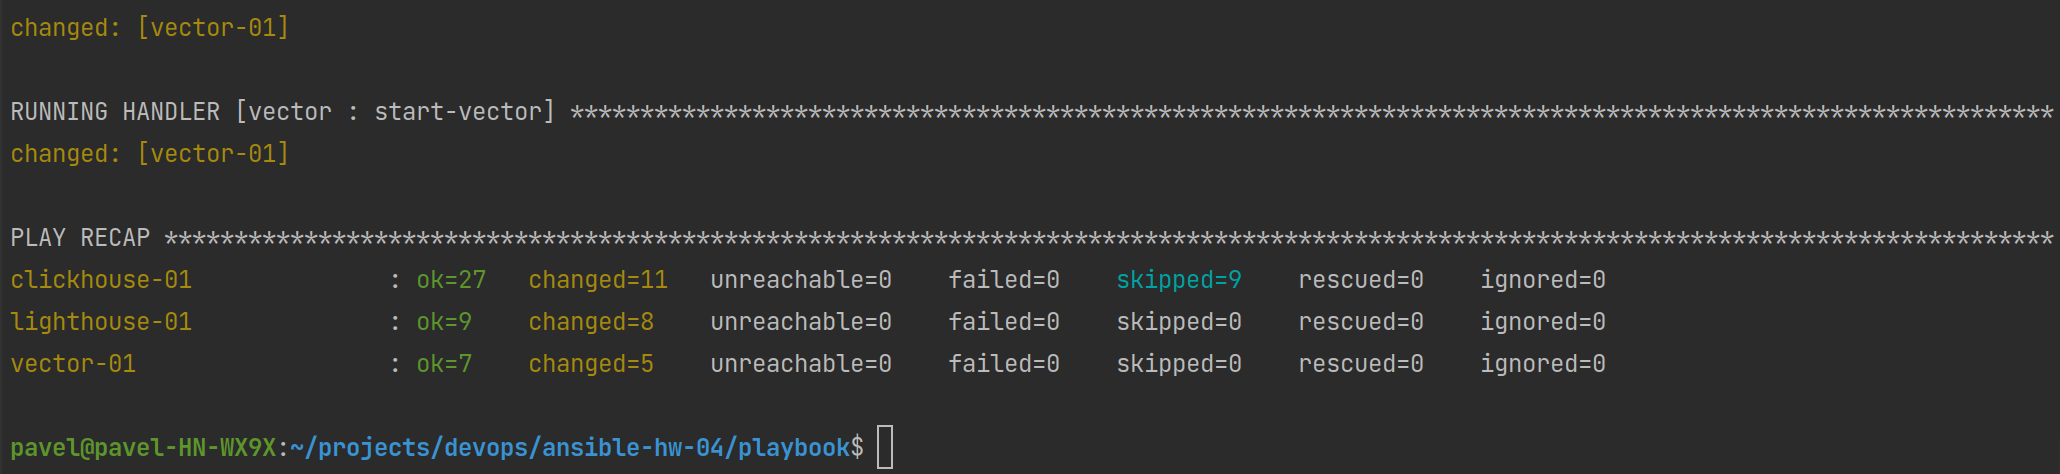 changed: [vector-01]
RUNNING HANDLER [vector : start-vector] **********************************************************************************************************
changed: [vector-01]
PLAY RECAP ***************************************************************************************************************************************
clickhouse-01              : ok=27   changed=11   unreachable=0    failed=0    skipped=9    rescued=0    ignored=0
lighthouse-01              : ok=9    changed=8    unreachable=0    failed=0    skipped=0    rescued=0    ignored=0
vector-01                  : ok=7    changed=5    unreachable=0    failed=0    skipped=0    rescued=0    ignored=0
pavel@pavel-HN-WX9X:~/projects/devops/ansible-hw-04/playbook$